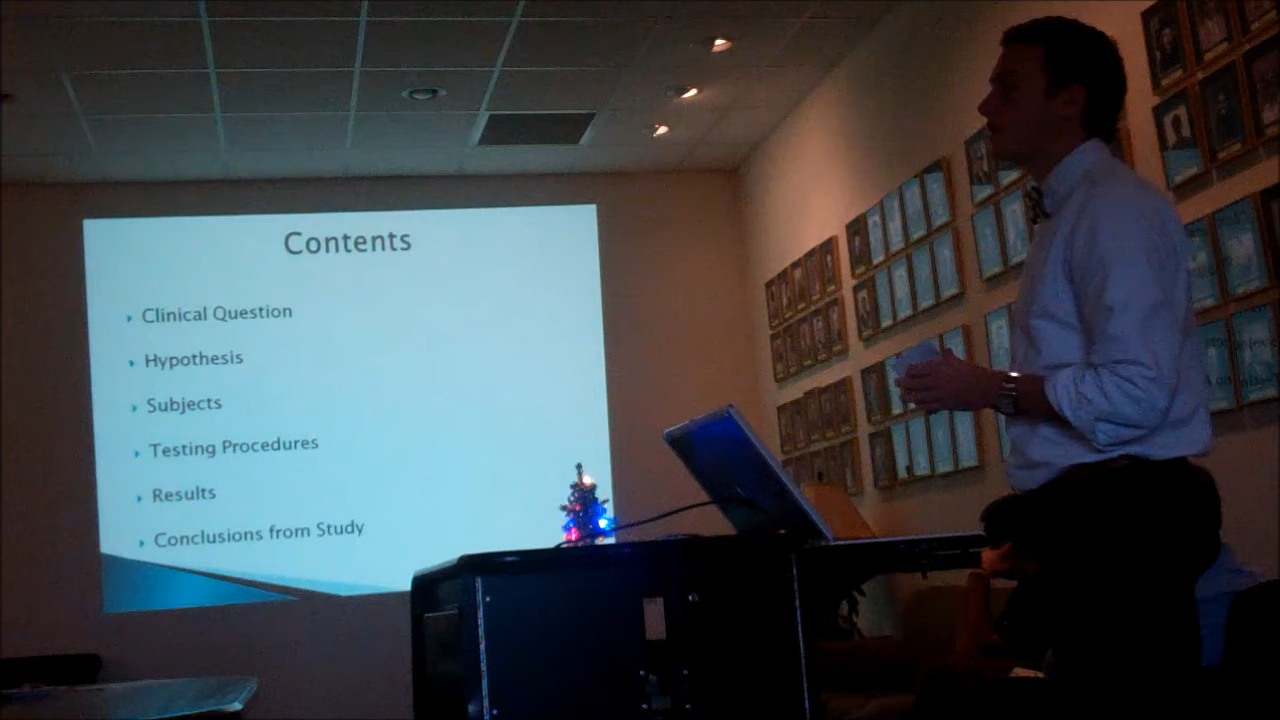 Contents
Clinical Question
Hypothesis
Subjects
Testing Procedures
Results
Conclusions from Study